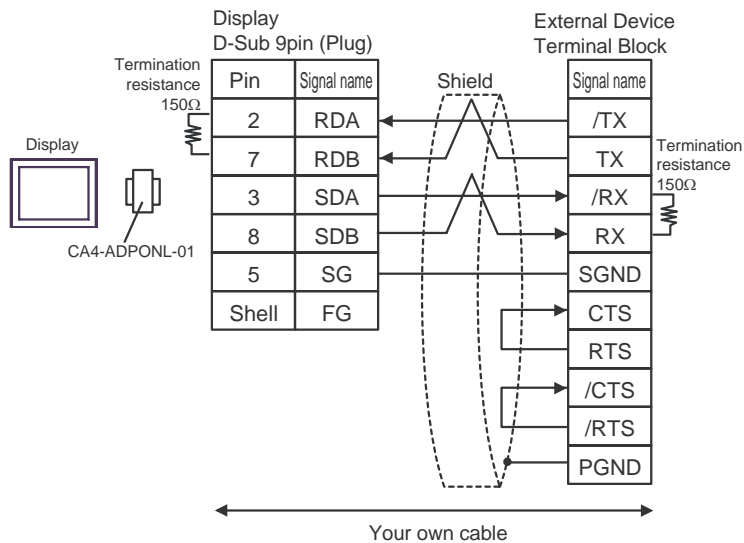 Display
D-Sub 9pin (Plug)
External Device
Terminal Block
Termination
resistance
150Ω
Pin Signal name
Shield
Signal name
2 RDA
/TX
7 RDB
TX
Termination
resistance
150Ω
Display
3 SDA
/RX
8 SDB
RX
CA4-ADPONL-01
5 SG
SGND
Shell FG
CTS
RTS
/CTS
/RTS
PGND
Your own cable